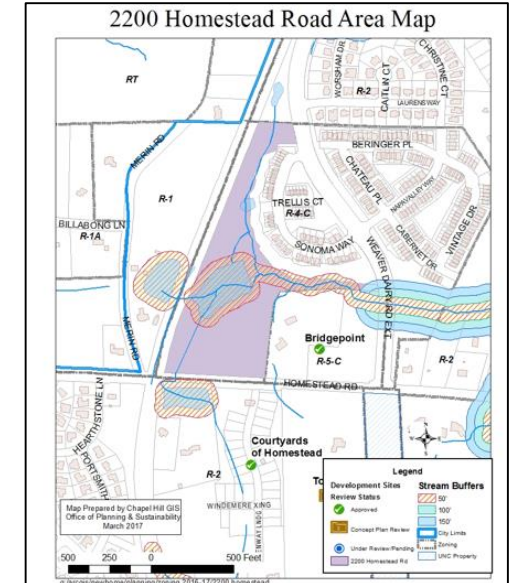 2200 Homestead Road Area Map
RT
WORSHAM DR
CHRISTINE CT
CAITLIN CT
R-2
LAURENS WAY
MERIN RD
BERINGER PL
CHATEAU PL
R-1
NAPAVALLEY WAY
TRELLIS CT
R-4-C
BILLABONG LN
R-1A
SONOMA WAY
CABERNET DR
VINTAGE DR
WEAVER DAIRY RD EXT
MERIN RD
Bridgepoint
R-5-C
R-2
HOMESTEAD RD
HEARTHSTONE LN
PORTSMITH
Courtyards
of Homestead
R-2
WINDEMERE XING
Legend
Development Sites
Review Status
Approved
Concept Plan Review
Under Review/Pending
2200 Homestead Rd
Stream Buffers
50'
100'
150'
City Limits
Zoning
UNC Property
Map Prepared by Chapel Hill GIS
Office of Planning & Sustainability
March 2017
500 250 0 500 Feet